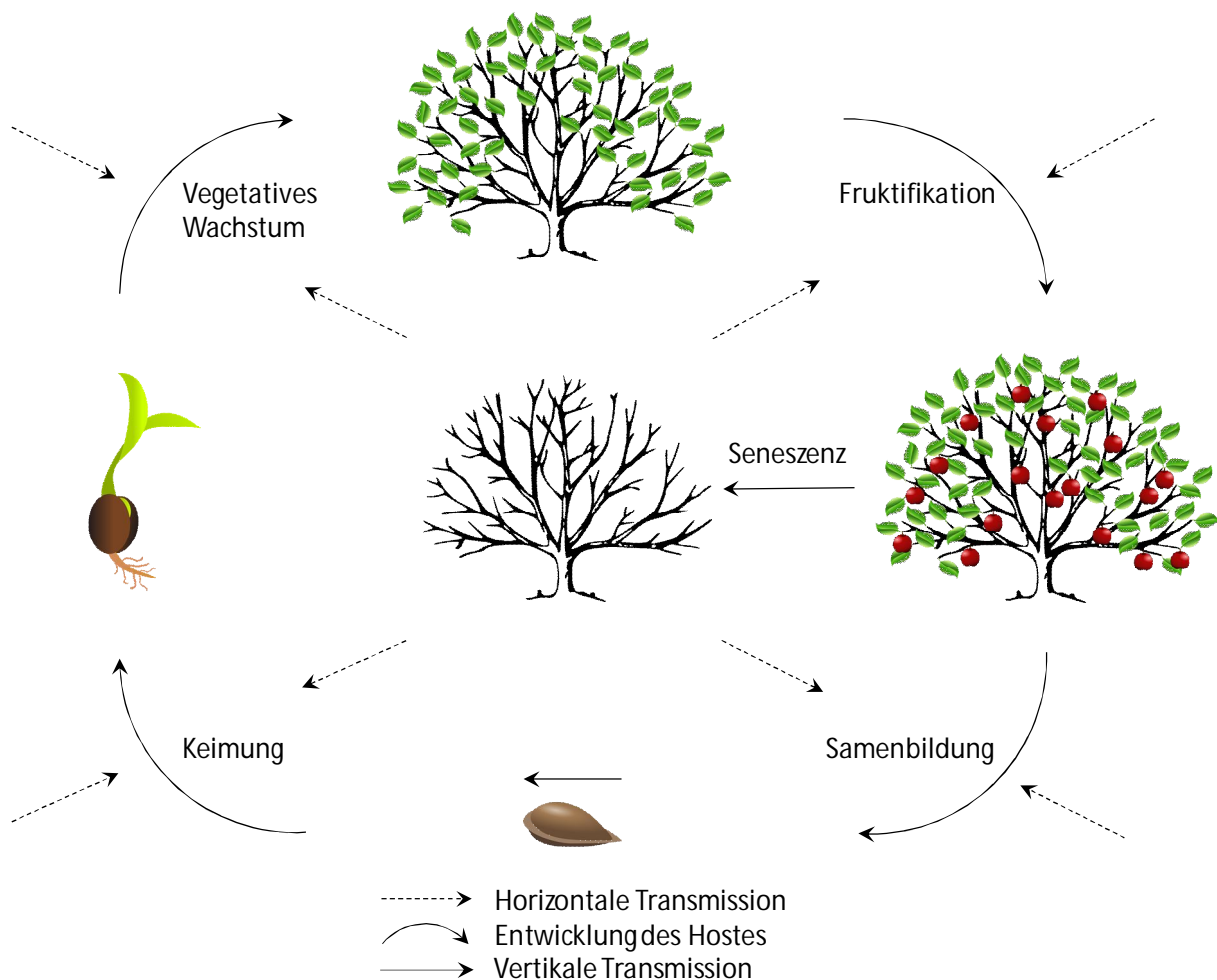 Vegetatives
Wachstum
Fruktifikation
Seneszenz
Keimung
Samenbildung
Horizontale Transmission
Entwicklung des Hostes
Vertikale Transmission